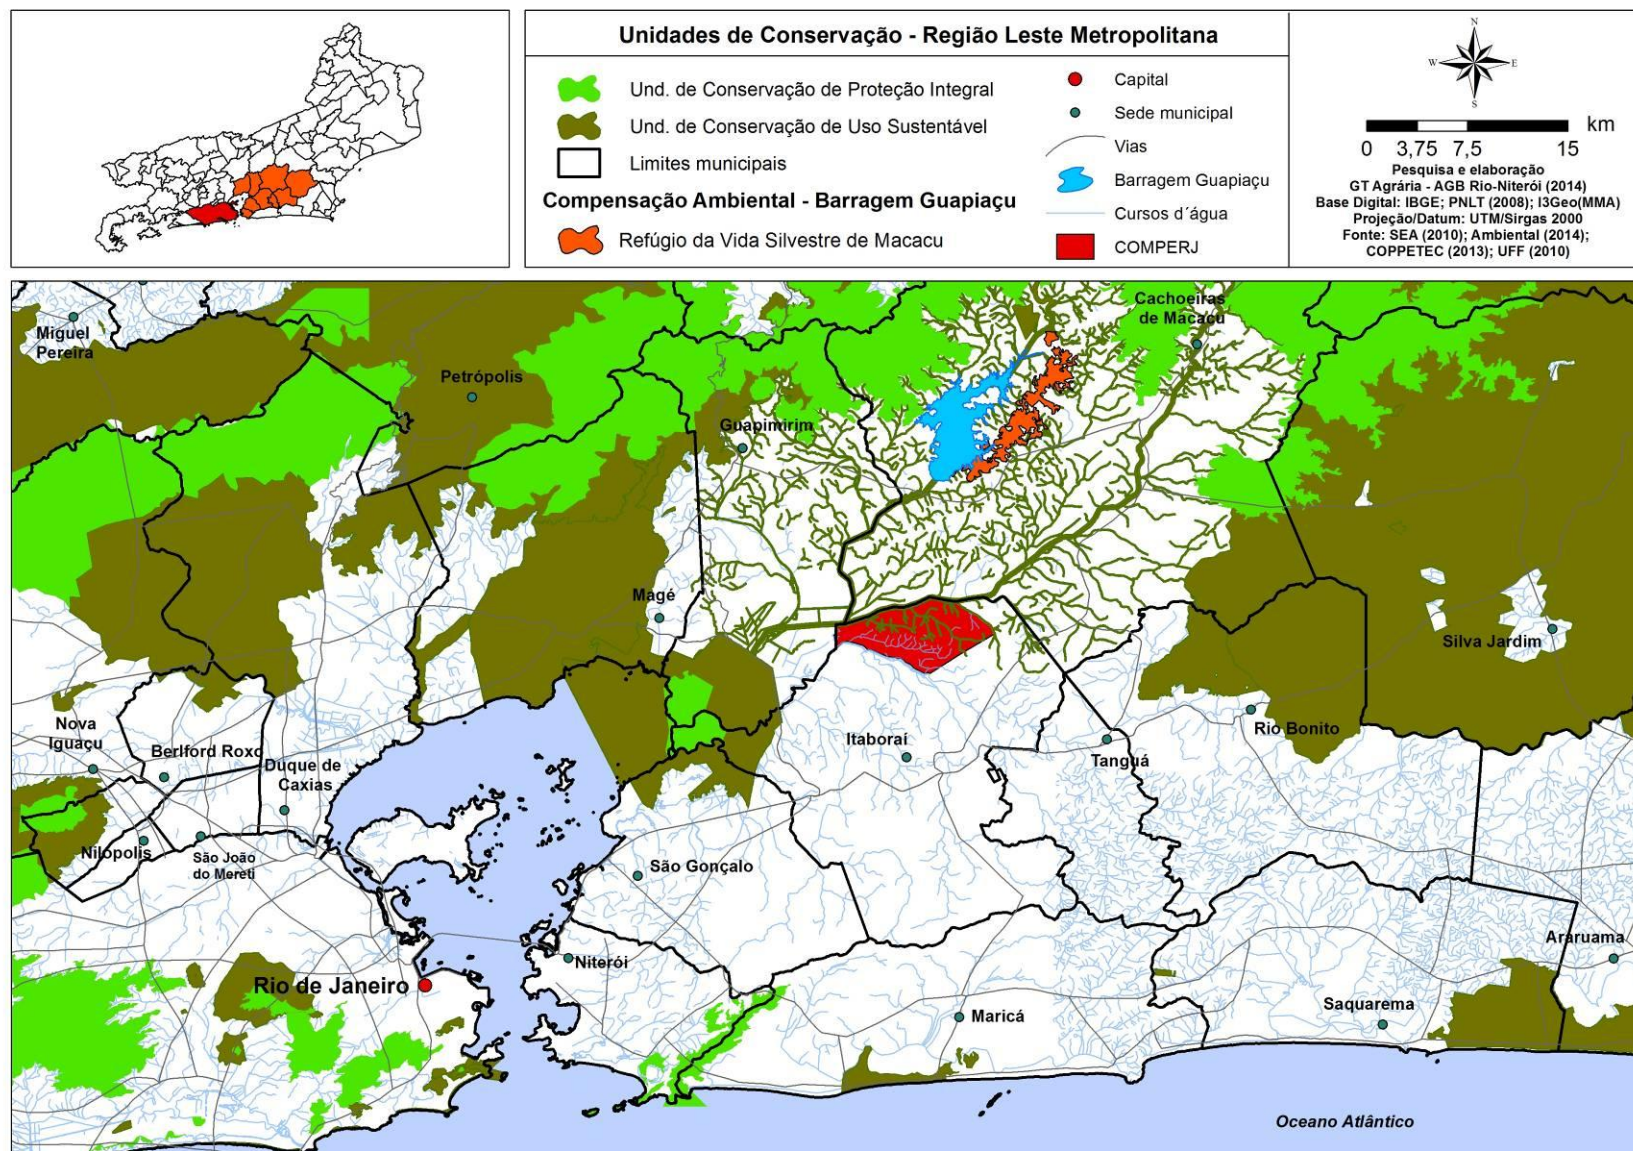 Unidades de Conservação - Região Leste Metropolitana
Und. de Conservação de Proteção Integral
Und. de Conservação de Uso Sustentável
Limites municipais
Compensação Ambiental - Barragem Guapiaçu
Refúgio da Vida Silvestre de Macacu
Capital
Sede municipal
Vias
Barragem Guapiaçu
Cursos d´água
COMPERJ
N
W
E
S
km
0 3,75 7,5 15
Pesquisa e elaboração
GT Agrária - AGB Rio-Niterói (2014)
Base Digital: IBGE; PNLT (2008); I3Geo(MMA)
Projeção/Datum: UTM/Sirgas 2000
Fonte: SEA (2010); Ambiental (2014);
COPPETEC (2013); UFF (2010)
Cachoeiras
de Macacu
Miguel
Pereira
Petrópolis
Guapimirim
Magé
Silva Jardim
Nova
Iguaçu
Berlford Roxo
Duque de
Caxias
Itaboraí
Tanguá
Rio Bonito
Nilópolis
São João
do Mereti
São Gonçalo
Niterói
Rio de Janeiro
Maricá
Saquarema
Araruama
Oceano Atlântico